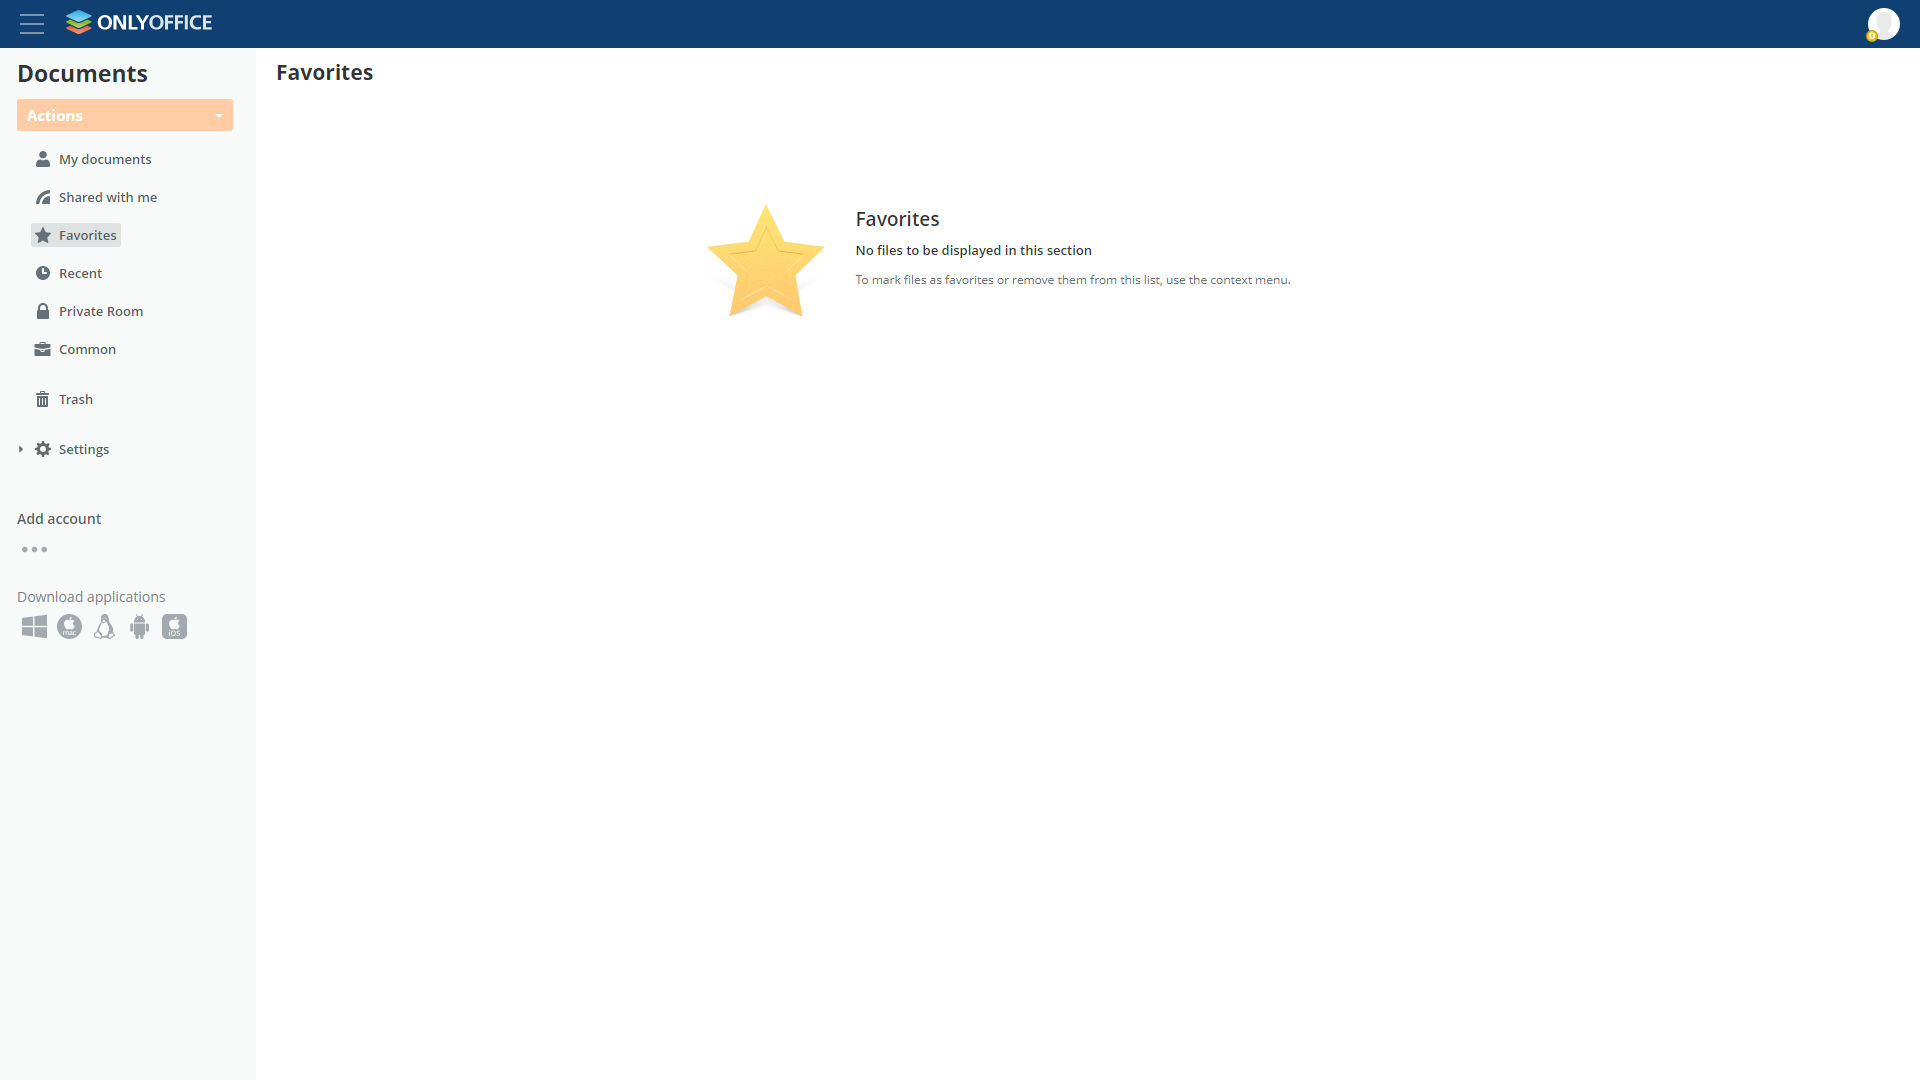 ONLYOFFICE
Documents
Actions
My documents
Shared with me
Favorites
Recent
Private Room
Common
Trash
Settings
Add account
Download applications
mac
iOS
Favorites
Favorites
No files to be displayed in this section
To mark files as favorites or remove them from this list, use the context menu.